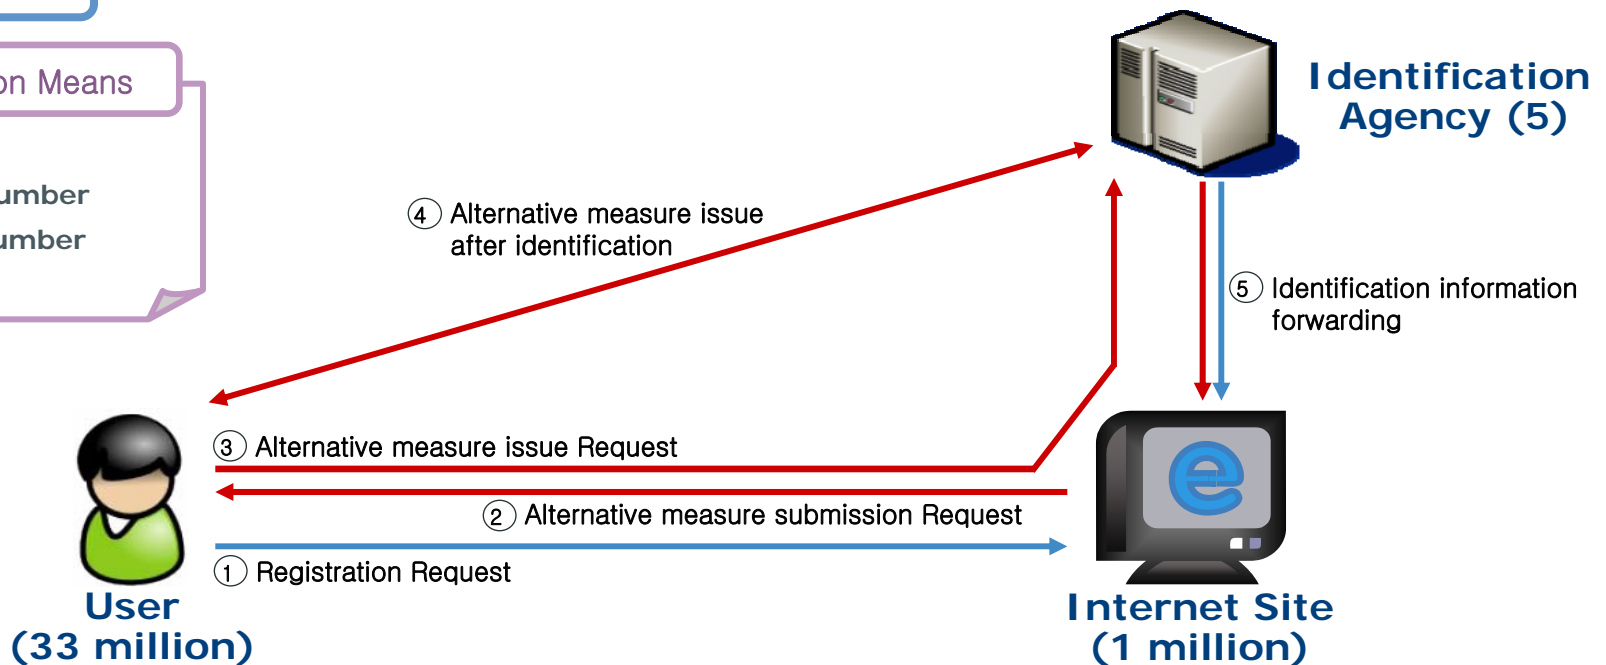 on Means
umber
umber
Identification
Agency (5)
④ Alternative measure issue
after identification
⑤ Identification information
forwarding
③ Alternative measure issue Request
② Alternative measure submission Request
① Registration Request
User
(33 million)
Internet Site
(1 million)